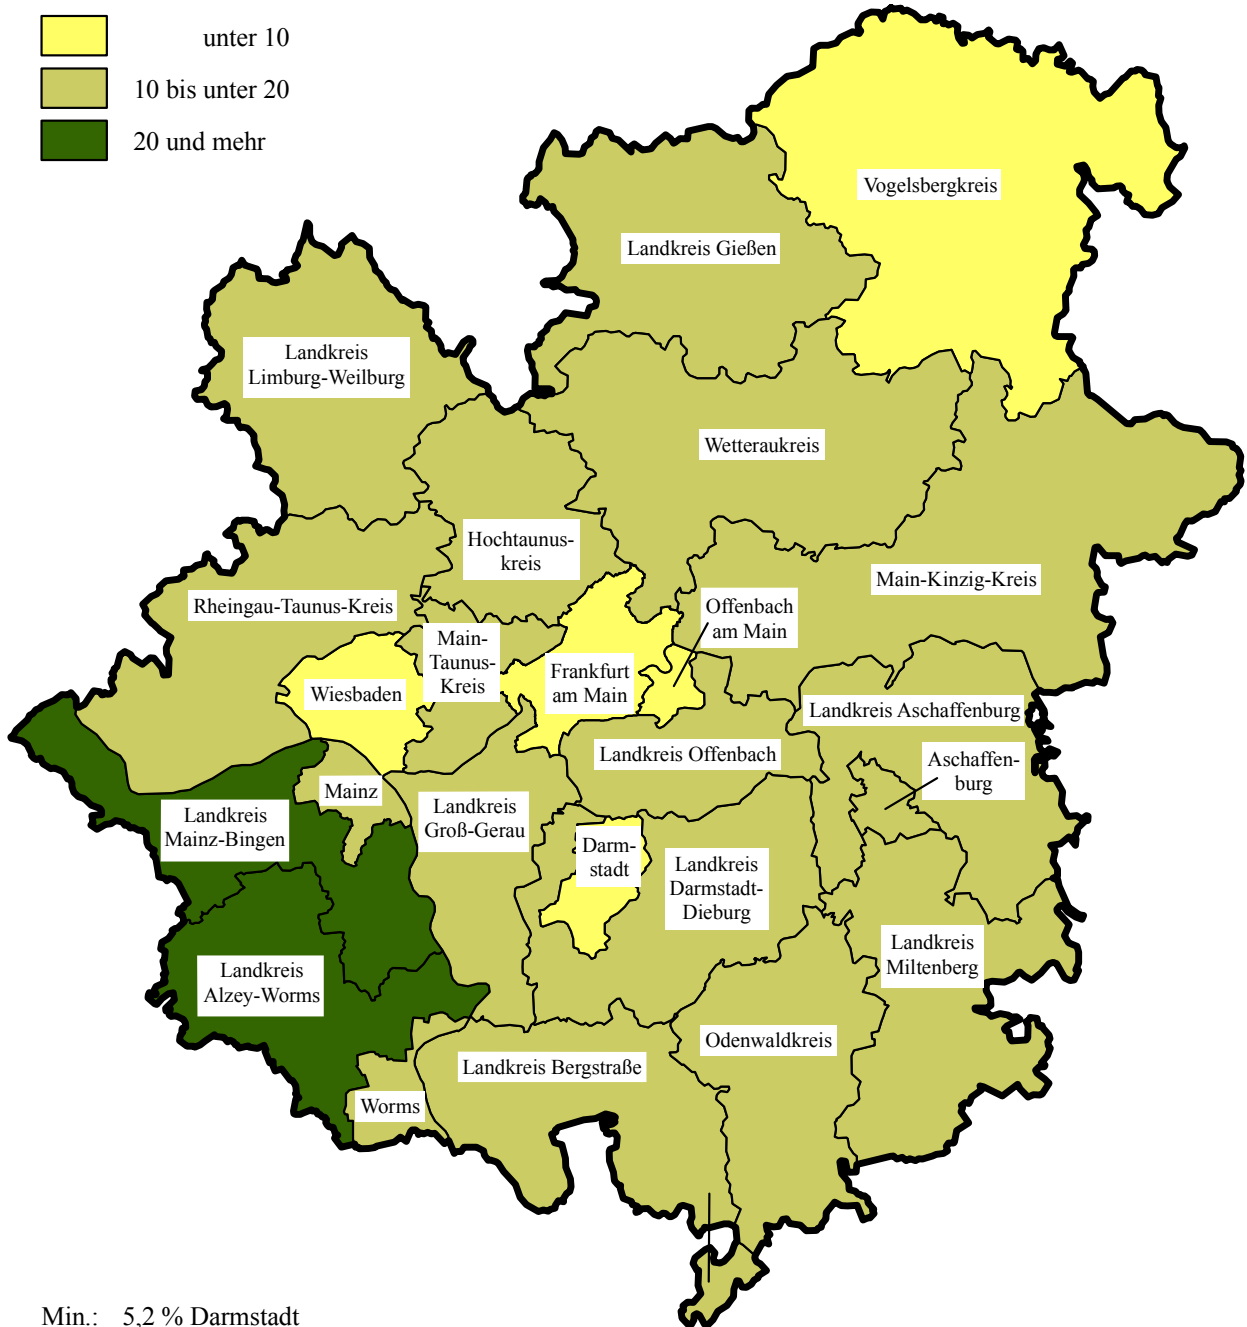 unter 10
10 bis unter 20
20 und mehr
Vogelsbergkreis
Landkreis Gießen
Landkreis
Limburg-Weilburg
Wetteraukreis
Hochtaunus-
kreis
Main-Kinzig-Kreis
Rheingau-Taunus-Kreis
Offenbach
am Main
Main-
Taunus-
Kreis
Frankfurt
am Main
Wiesbaden
Landkreis Aschaffenburg
Landkreis Offenbach
Aschaffen-
burg
Mainz
Landkreis
Groß-Gerau
Landkreis
Mainz-Bingen
Darm-
stadt
Landkreis
Darmstadt-
Dieburg
Landkreis
Miltenberg
Landkreis
Alzey-Worms
Odenwaldkreis
Landkreis Bergstraße
Worms
Min.: 5,2 % Darmstadt